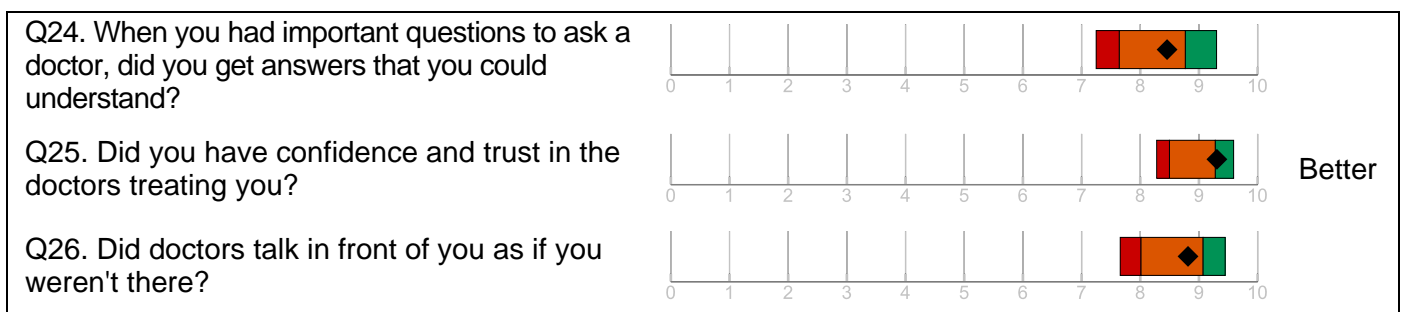 Q24. When you had important questions to ask a
doctor, did you get answers that you could
understand?
0 1 2 3 4 5 6 7 8 9 10
Q25. Did you have confidence and trust in the
doctors treating you?
0 1 2 3 4 5 6 7 8 9 10
Better
Q26. Did doctors talk in front of you as if you
weren't there?
0 1 2 3 4 5 6 7 8 9 10